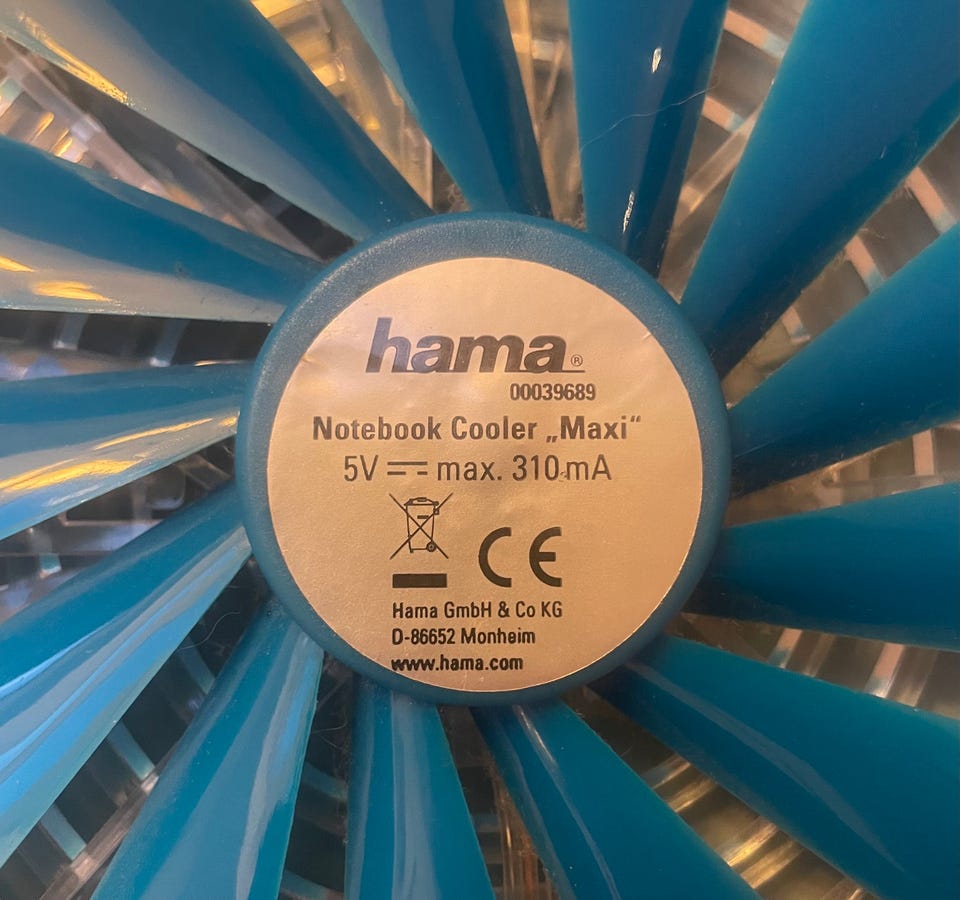 hama®
00039689
Notebook Cooler „Maxi“
5V ⎓ max. 310 mA
CE
Hama GmbH & Co KG
D-86652 Monheim
www.hama.com